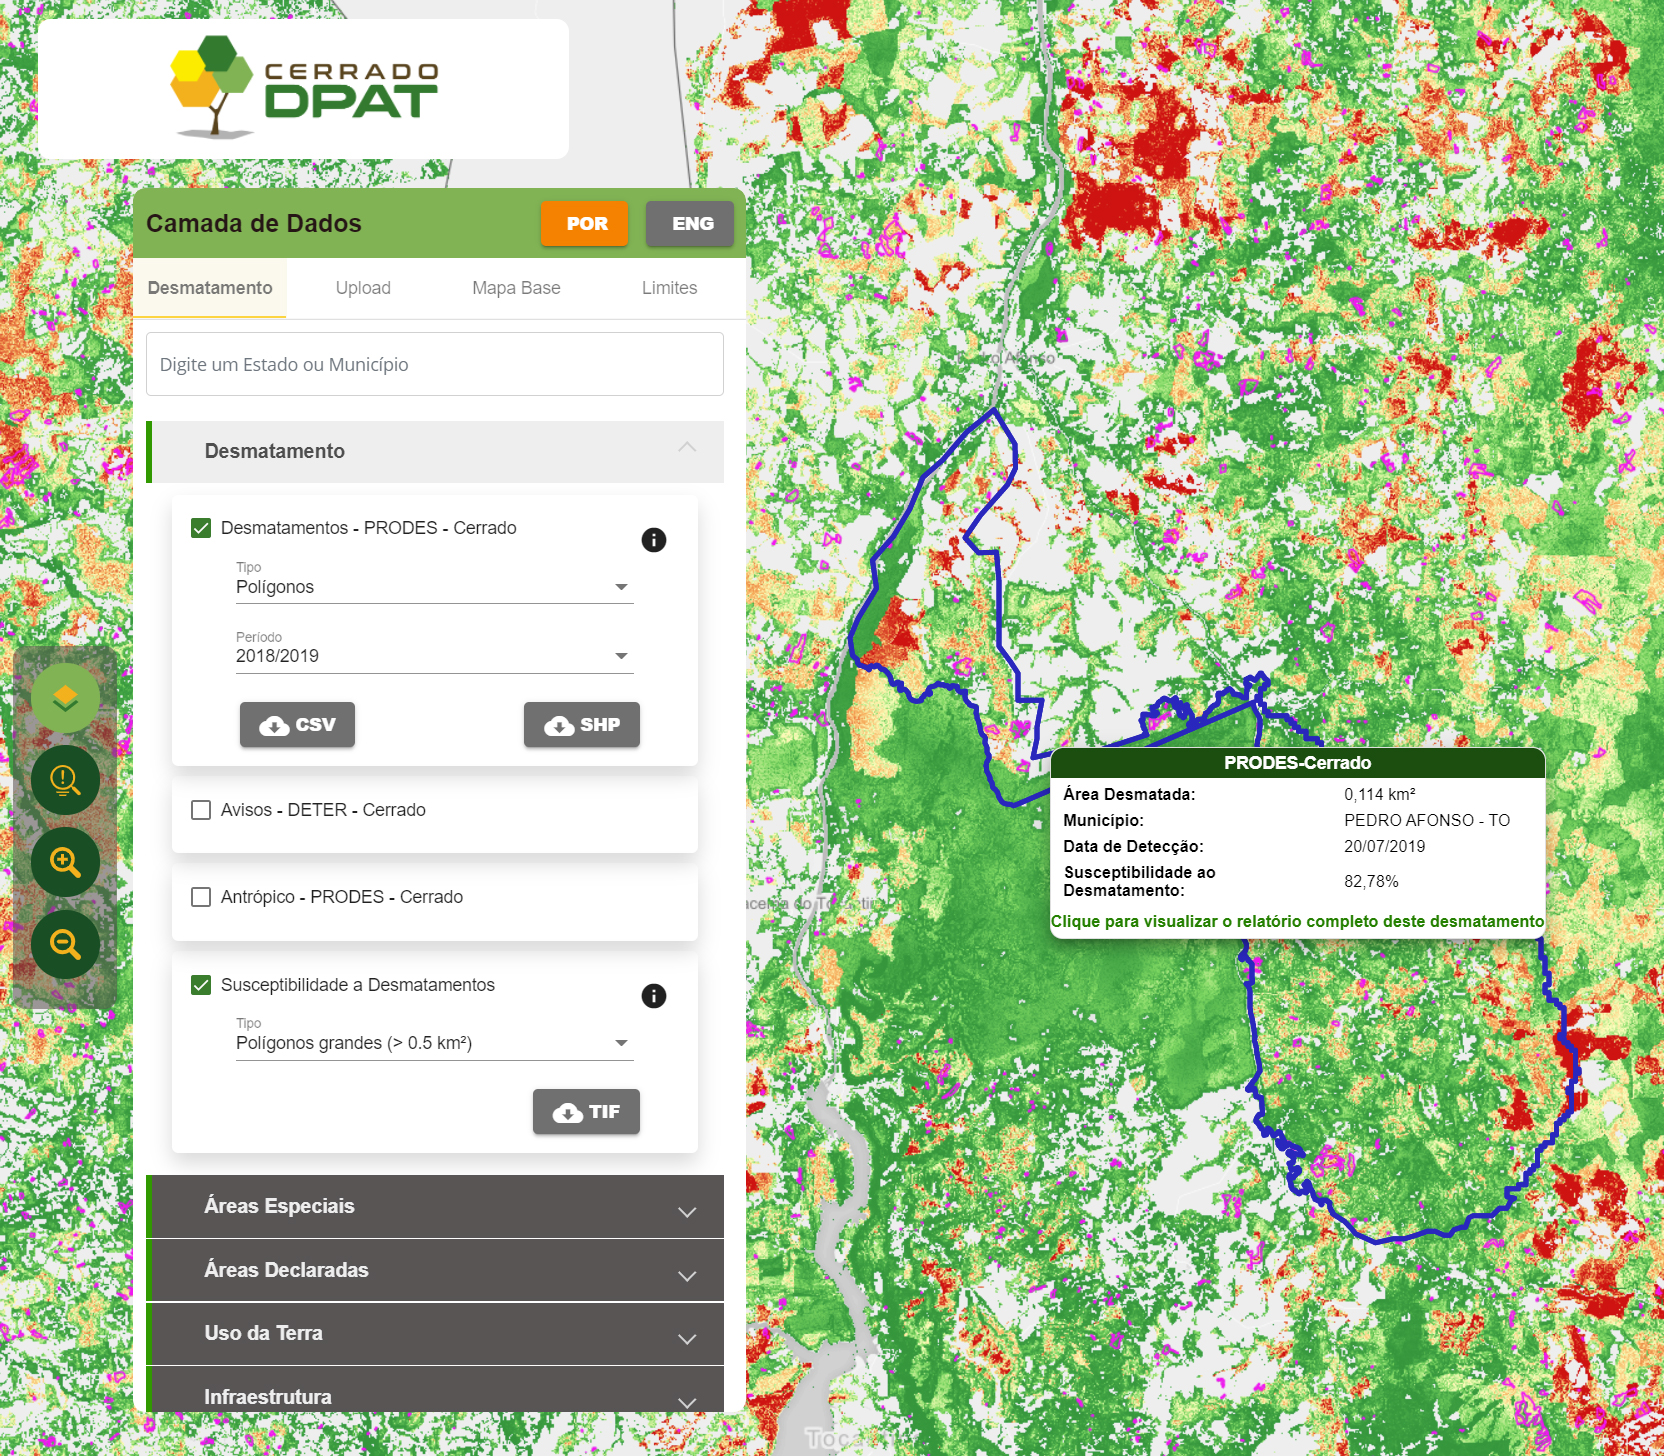 CERRADO
DPAT
Camada de Dados
POR
ENG
Desmatamento
Upload
Mapa Base
Limites
Digite um Estado ou Município
Desmatamento
Desmatamentos - PRODES - Cerrado
Tipo
Polígonos
Período
2018/2019
CSV
SHP
Avisos - DETER - Cerrado
Antrópico - PRODES - Cerrado
Susceptibilidade a Desmatamentos
Tipo
Polígonos grandes (> 0.5 km²)
TIF
Áreas Especiais
Áreas Declaradas
Uso da Terra
Infraestrutura
PRODES-Cerrado
Área Desmatada: 0,114 km²
Município: PEDRO AFONSO - TO
Data de Detecção: 20/07/2019
Susceptibilidade ao
Desmatamento: 82,78%
Clique para visualizar o relatório completo deste desmatamento